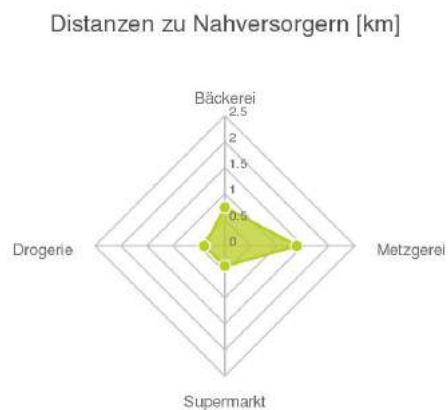 Distanzen zu Nahversorgern [km]
Bäckerei
2.5
2
1.5
1
0.5
0
Drogerie
Metzgerei
Supermarkt